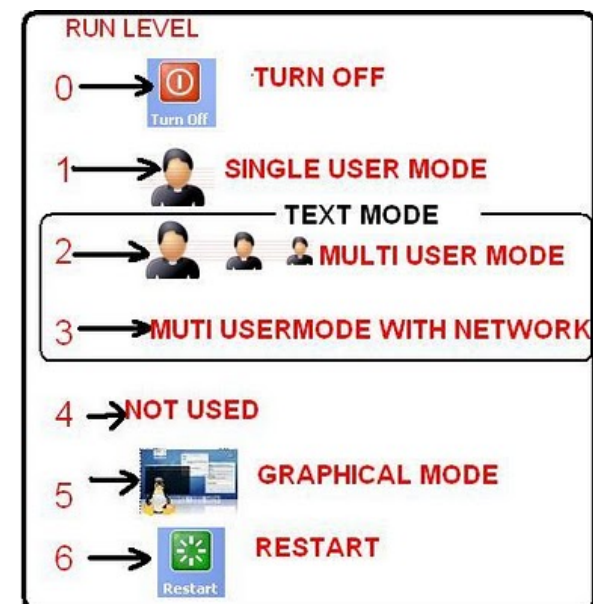 RUN LEVEL
0 TURN OFF
Turn Off
1 SINGLE USER MODE
TEXT MODE
2 MULTI USER MODE
3 MUTI USERMODE WITH NETWORK
4 NOT USED
5 GRAPHICAL MODE
6 RESTART
Restart